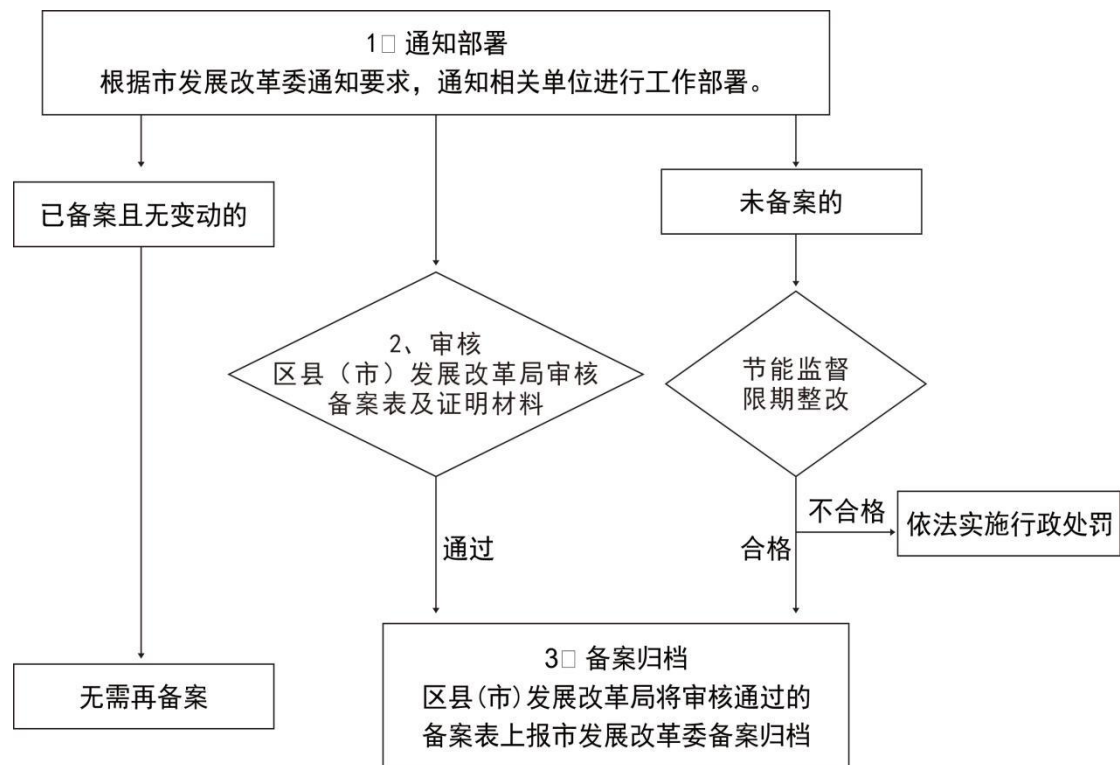 1□ 通知部署
根据市发展改革委通知要求，通知相关单位进行工作部署。
已备案且无变动的
未备案的
2、审核
区县（市）发展改革局审核
备案表及证明材料
节能监督
限期整改
不合格
依法实施行政处罚
通过
合格
3□ 备案归档
区县(市)发展改革局将审核通过的
备案表上报市发展改革委备案归档
无需再备案